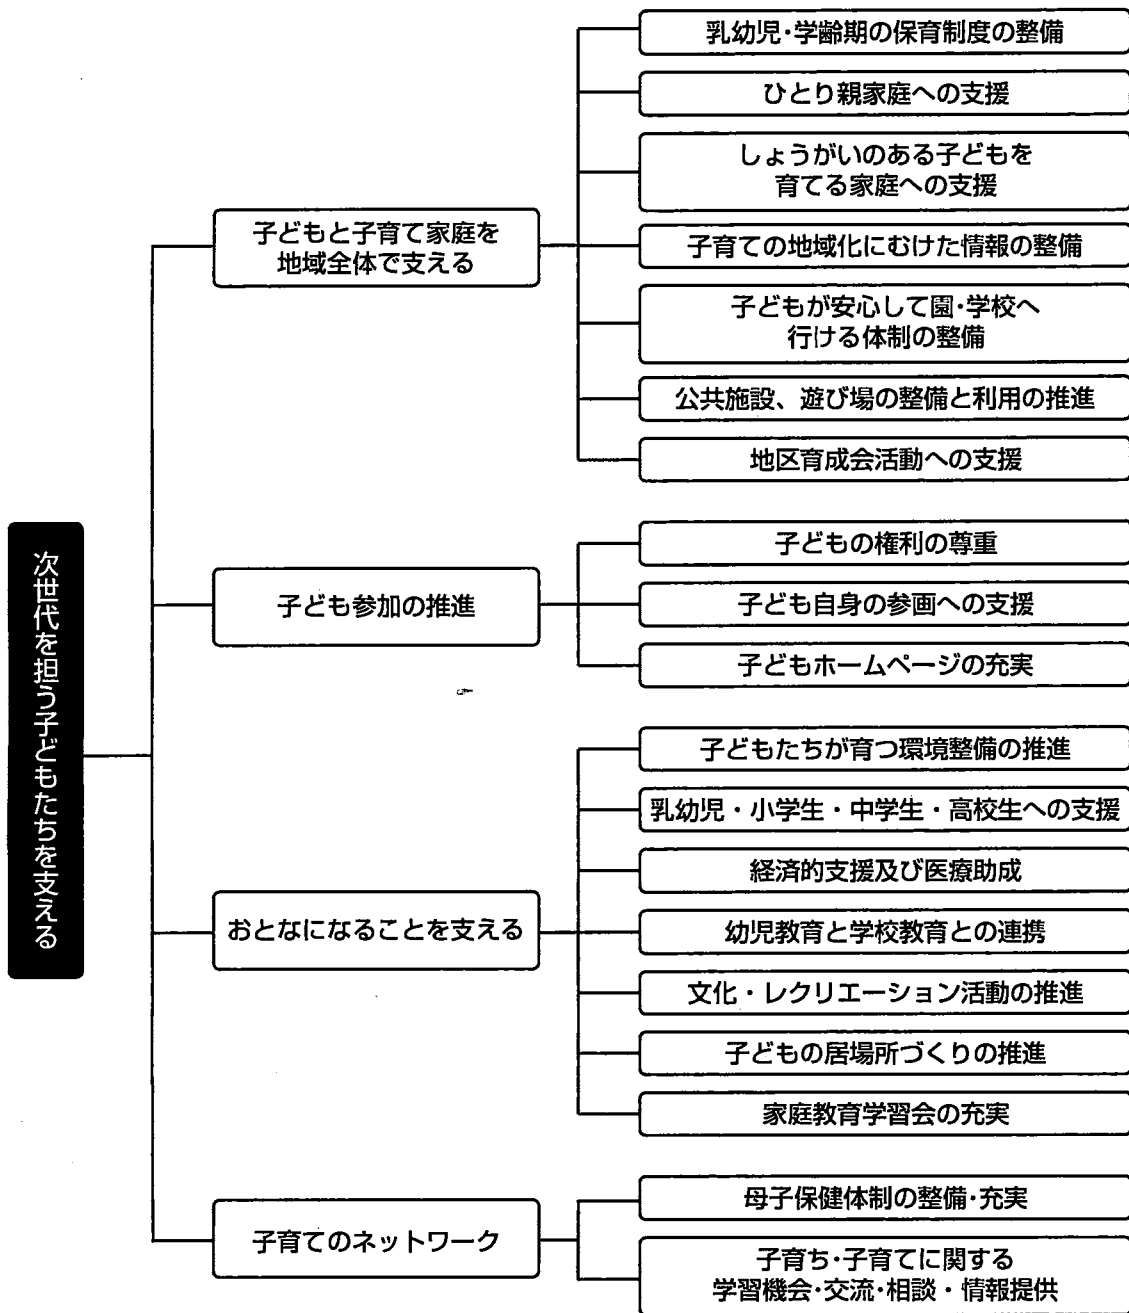 次世代を担う子どもたちを支える
子どもと子育て家庭を
地域全体で支える
乳幼児･学齢期の保育制度の整備
ひとり親家庭への支援
しょうがいのある子どもを
育てる家庭への支援
子育ての地域化にむけた情報の整備
子どもが安心して園･学校へ
行ける体制の整備
公共施設、遊び場の整備と利用の推進
地区育成会活動への支援
子ども参加の推進
子どもの権利の尊重
子ども自身の参画への支援
子どもホームページの充実
おとなになることを支える
子どもたちが育つ環境整備の推進
乳幼児・小学生・中学生・高校生への支援
経済的支援及び医療助成
幼児教育と学校教育との連携
文化・レクリエーション活動の推進
子どもの居場所づくりの推進
家庭教育学習会の充実
子育てのネットワーク
母子保健体制の整備･充実
子育ち･子育てに関する
学習機会･交流･相談・情報提供